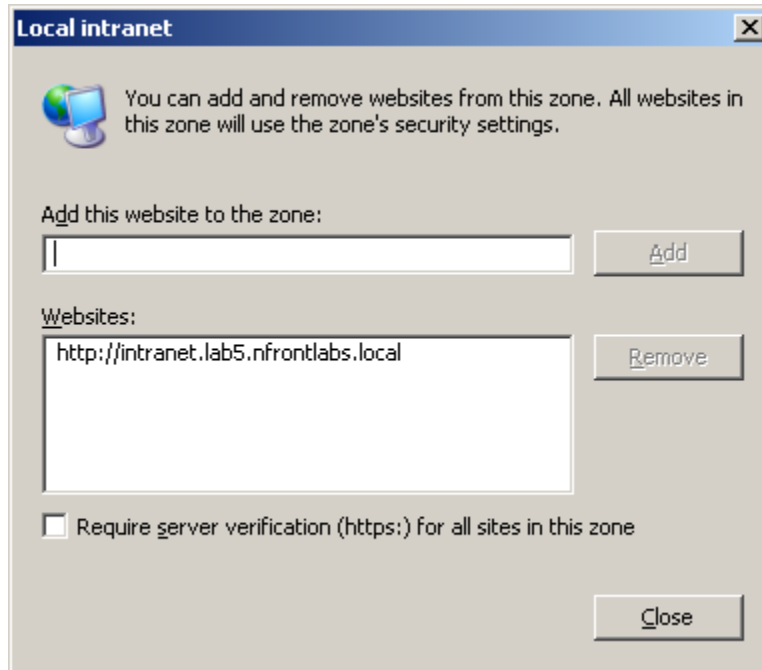 Local intranet
You can add and remove websites from this zone. All websites in
this zone will use the zone's security settings.
Add this website to the zone:
Add
Websites:
http://intranet.lab5.nfrontlabs.local
Remove
Require server verification (https:) for all sites in this zone
Close